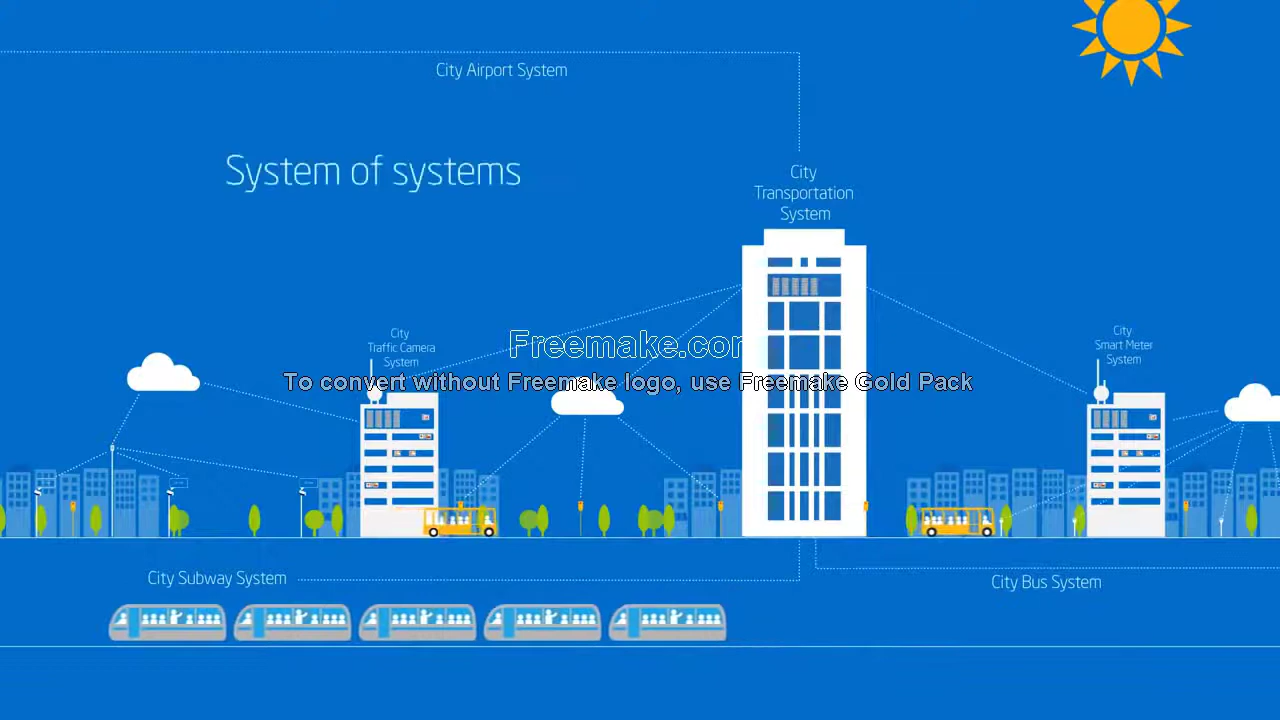 City Airport System
System of systems
City
Transportation
System
City
Traffic Camera
System
Freemake.co
City
Smart Meter
System
To convert without Freemake logo, use Freemake Gold Pack
City Subway System
City Bus System